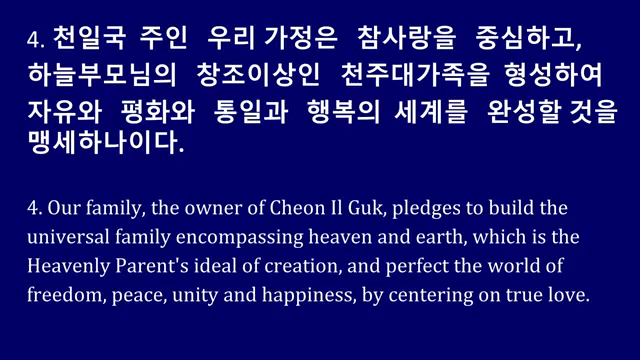 4. 천일국 주인 우리 가정은 참사랑을 중심하고,
하늘부모님의 창조이상인 천주대가족을 형성하여
자유와 평화와 통일과 행복의 세계를 완성할 것을
맹세하나이다.
4. Our family, the owner of Cheon Il Guk, pledges to build the
universal family encompassing heaven and earth, which is the
Heavenly Parent's ideal of creation, and perfect the world of
freedom, peace, unity and happiness, by centering on true love.